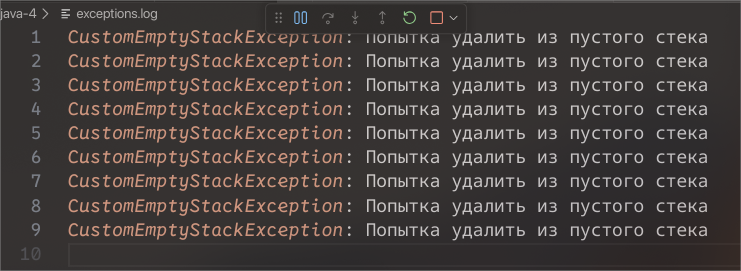 java-4 > exceptions.log
1 CustomEmptyStackException: Попытка удалить из пустого стека
2 CustomEmptyStackException: Попытка удалить из пустого стека
3 CustomEmptyStackException: Попытка удалить из пустого стека
4 CustomEmptyStackException: Попытка удалить из пустого стека
5 CustomEmptyStackException: Попытка удалить из пустого стека
6 CustomEmptyStackException: Попытка удалить из пустого стека
7 CustomEmptyStackException: Попытка удалить из пустого стека
8 CustomEmptyStackException: Попытка удалить из пустого стека
9 CustomEmptyStackException: Попытка удалить из пустого стека
10